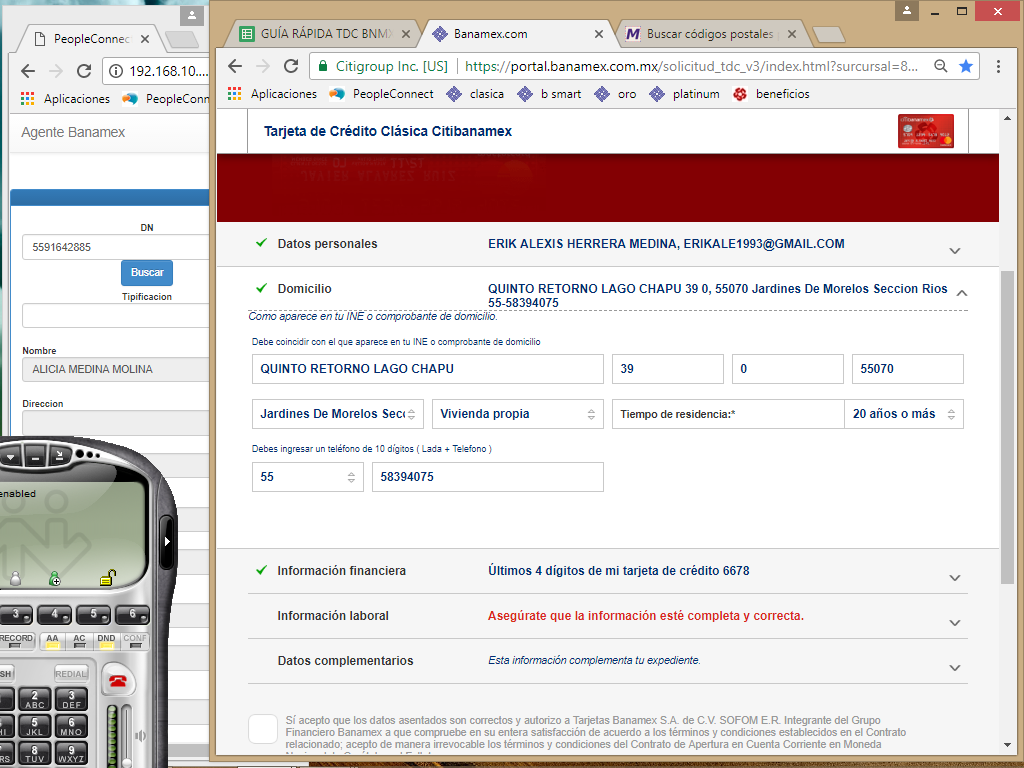 PeopleConnec
192.168.10....
Aplicaciones
PeopleConn
Agente Banamex
DN
5591642885
Buscar
Tipificacion
Nombre
ALICIA MEDINA MOLINA
Direccion
enabled
3
4
5
6
RECORD
AA
AC
DND
CONF
SH
REDIAL
2
ABC
3
DEF
5
JKL
6
MNO
8
TUV
9
WXYZ
GUÍA RÁPIDA TDC BNMX
Banamex.com
Buscar códigos postales
Citigroup Inc. [US]
https://portal.banamex.com.mx/solicitud_tdc_v3/index.html?surcursal=8...
Aplicaciones
PeopleConnect
clasica
b smart
oro
platinum
beneficios
Tarjeta de Crédito Clásica Citibanamex
Datos personales
ERIK ALEXIS HERRERA MEDINA, ERIKALE1993@GMAIL.COM
Domicilio
QUINTO RETORNO LAGO CHAPU 39 0, 55070 Jardines De Morelos Seccion Rios
55-58394075
Como aparece en tu INE o comprobante de domicilio.
Debe coincidir con el que aparece en tu INE o comprobante de domicilio
QUINTO RETORNO LAGO CHAPU
39
0
55070
Jardines De Morelos Secc
Vivienda propia
Tiempo de residencia:*
20 años o más
Debes ingresar un teléfono de 10 dígitos ( Lada + Telefono )
55
58394075
Información financiera
Últimos 4 dígitos de mi tarjeta de crédito 6678
Información laboral
Asegúrate que la información esté completa y correcta.
Datos complementarios
Esta información complementa tu expediente.
Sí acepto que los datos asentados son correctos y autorizo a Tarjetas Banamex S.A. de C.V. SOFOM E.R. Integrante del Grupo
Financiero Banamex a que compruebe en su entera satisfacción de acuerdo a los términos y condiciones establecidos en el Contrato
relacionado; acepto de manera irrevocable los términos y condiciones del Contrato de Apertura en Cuenta Corriente en Moneda